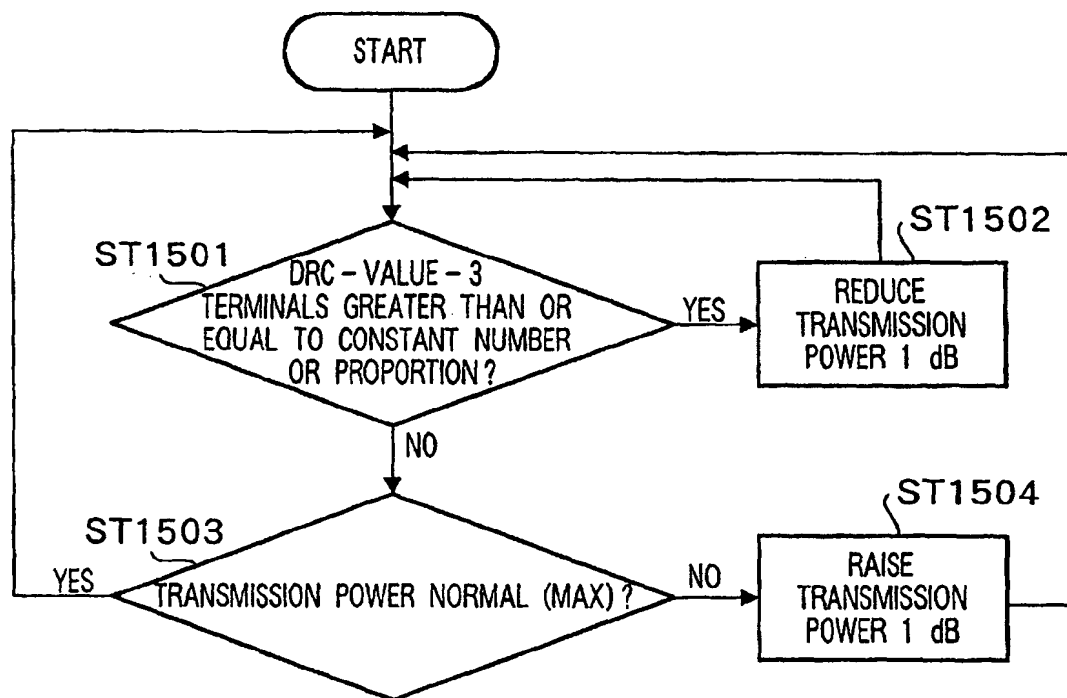 START
ST1501
DRC-VALUE-3
TERMINALS GREATER THAN OR
EQUAL TO CONSTANT NUMBER
OR PROPORTION?
YES
ST1502
REDUCE
TRANSMISSION
POWER 1 dB
NO
ST1503
TRANSMISSION POWER NORMAL (MAX)?
YES
NO
ST1504
RAISE
TRANSMISSION
POWER 1 dB